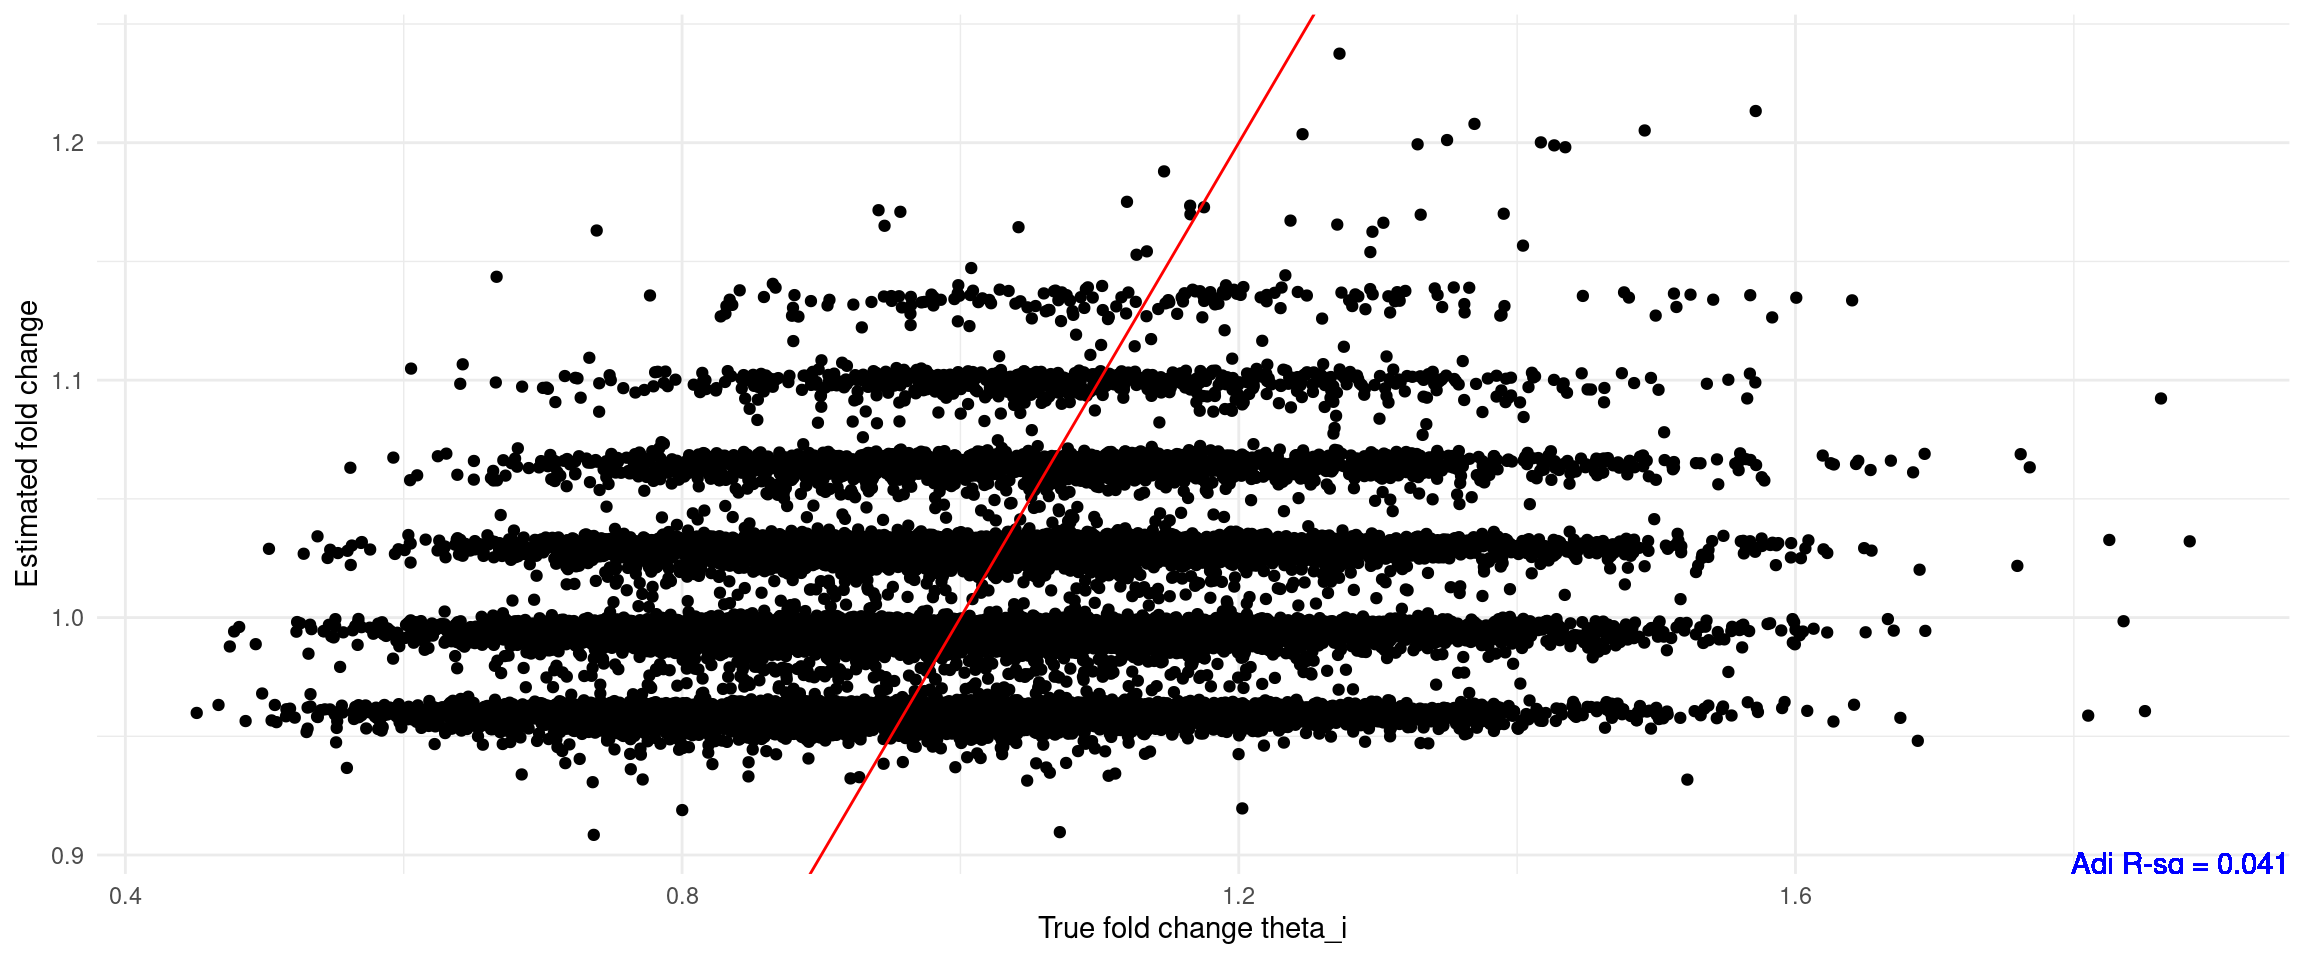 Estimated fold change
1.2
1.1
1.0
0.9
0.4
0.8
1.2
1.6
True fold change theta_i
Adj R-sq = 0.041